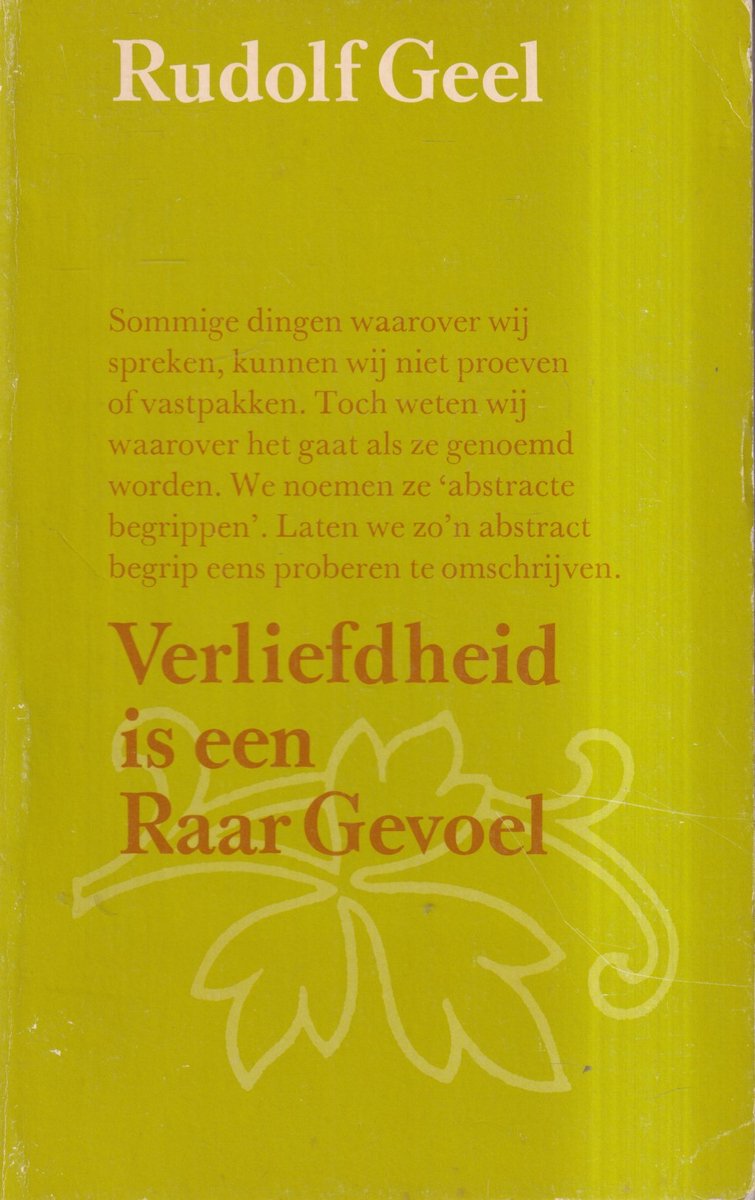 Rudolf Geel
Sommige dingen waarover wij
spreken, kunnen wij niet proeven
of vastpakken. Toch weten wij
waarover het gaat als ze genoemd
worden. We noemen ze ‘abstracte
begrippen’. Laten we zo’n abstract
begrip eens proberen te omschrijven.
Verliefdheid
is een
Raar Gevoel